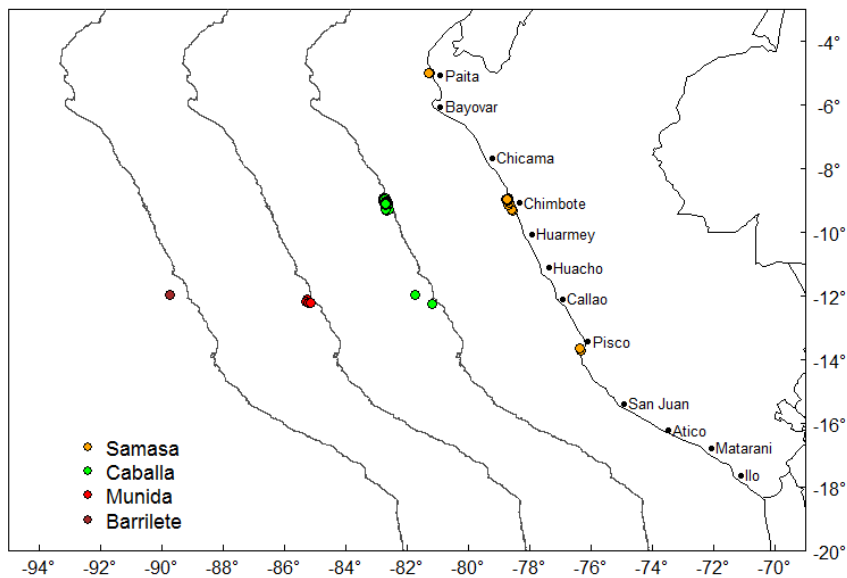 -4°
Paita
-6°
Bayovar
Chicama
-8°
Chimbote
-10°
Huarmey
Huacho
-12°
Callao
Pisco
-14°
San Juan
-16°
Atico
Samasa
Matarani
Caballa
Ilo
-18°
Munida
Barrilete
-20°
-94° -92° -90° -88° -86° -84° -82° -80° -78° -76° -74° -72° -70°